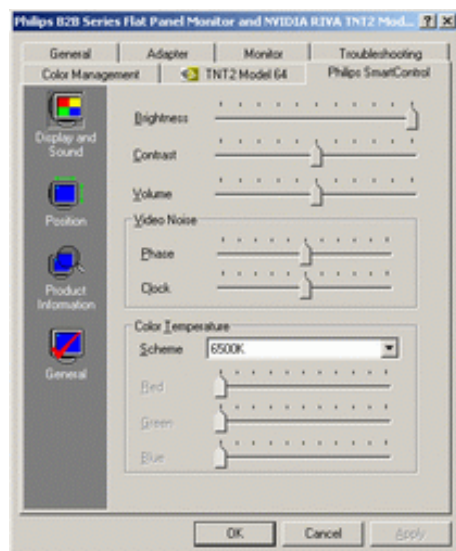 Philips B2B Series Flat Panel Monitor and NVIDIA RIVA TNT2 Mod...
General Adapter Monitor Troubleshooting
Color Management TNT2 Model 64 Philips SmartControl
Display and Sound
Position
Product Information
General
Brightness
Contrast
Volume
Video Noise
Phase
Clock
Color Temperature
Scheme 6500K
Red
Green
Blue
OK Cancel Apply